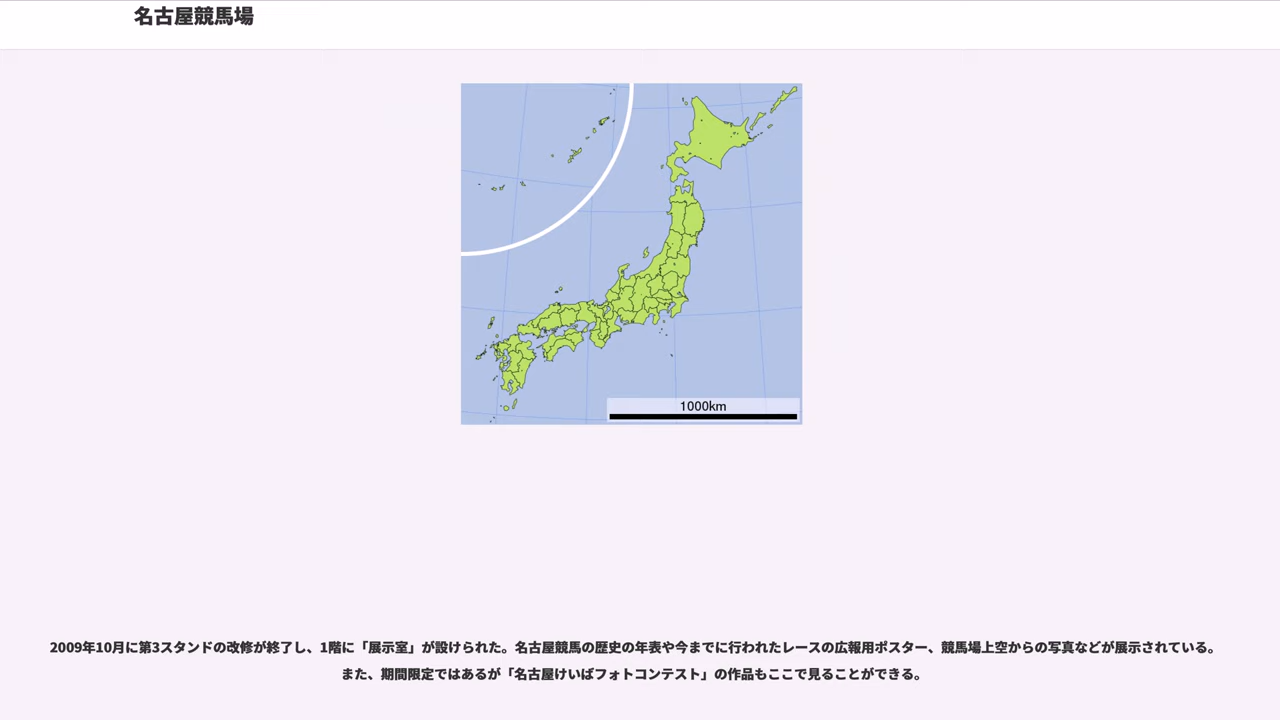 名古屋競馬場
1000km
2009年10月に第3スタンドの改修が終了し、1階に「展示室」が設けられた。名古屋競馬の歴史の年表や今までに行われたレースの広報用ポスター、競馬場上空からの写真などが展示されている。
また、期間限定ではあるが「名古屋けいばフォトコンテスト」の作品もここで見ることができる。